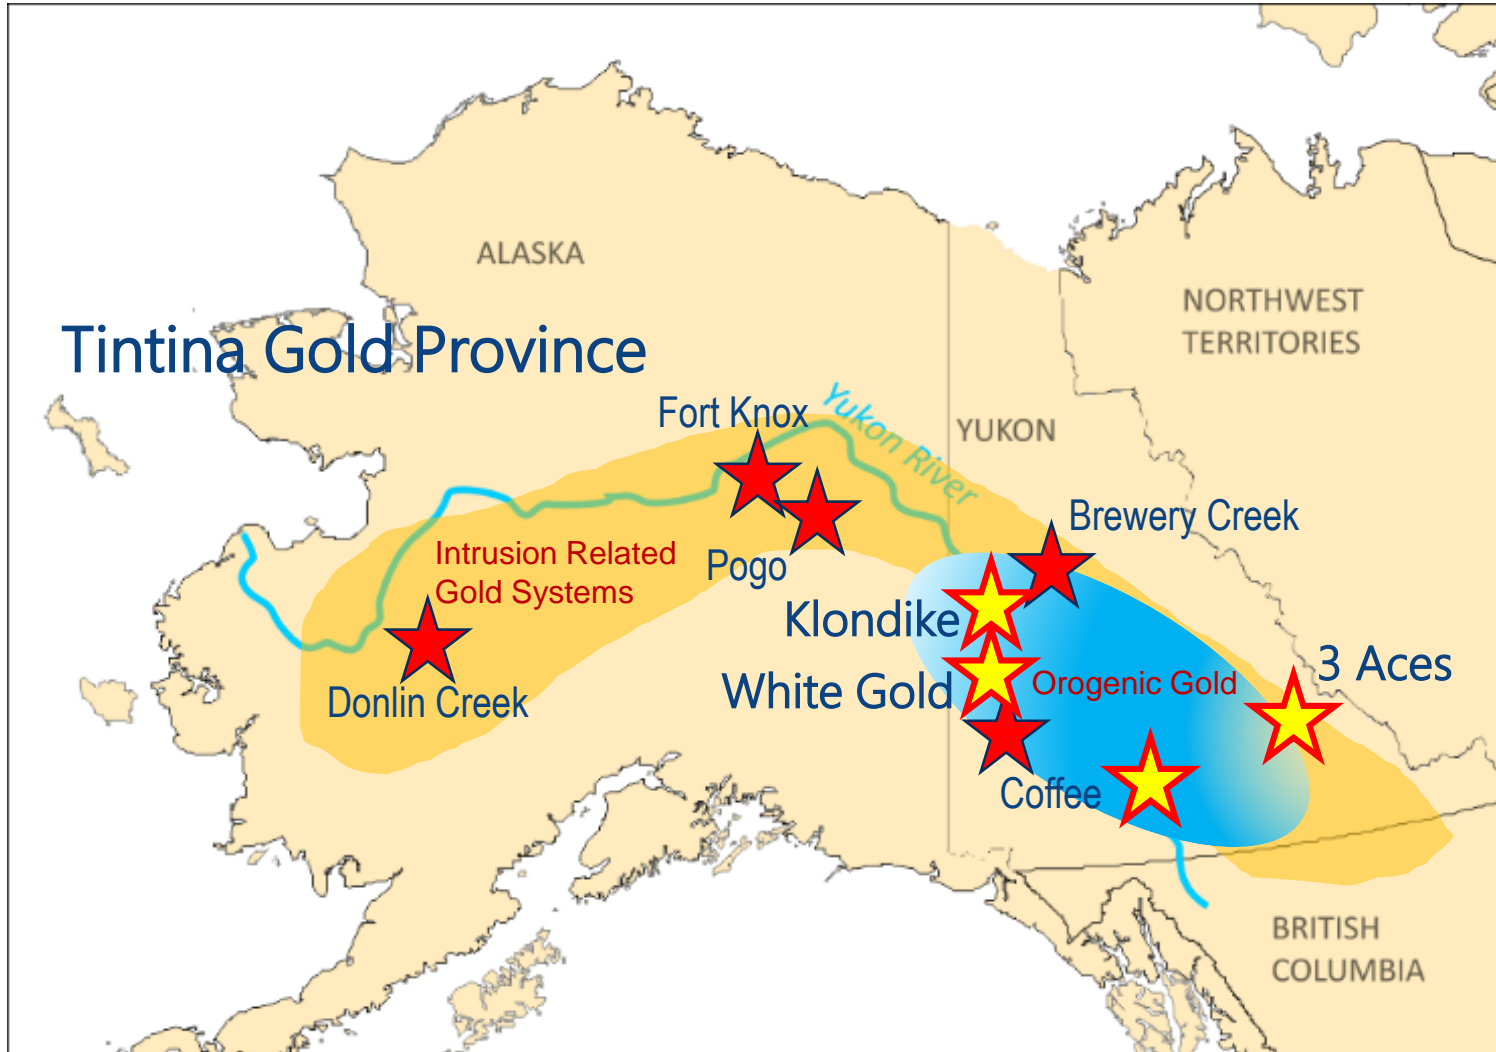 ALASKA
NORTHWEST
TERRITORIES
Tintina Gold Province
Fort Knox
Yukon River
YUKON
Brewery Creek
Intrusion Related
Gold Systems
Pogo
Klondike
3 Aces
White Gold
Orogenic Gold
Donlin Creek
Coffee
BRITISH
COLUMBIA